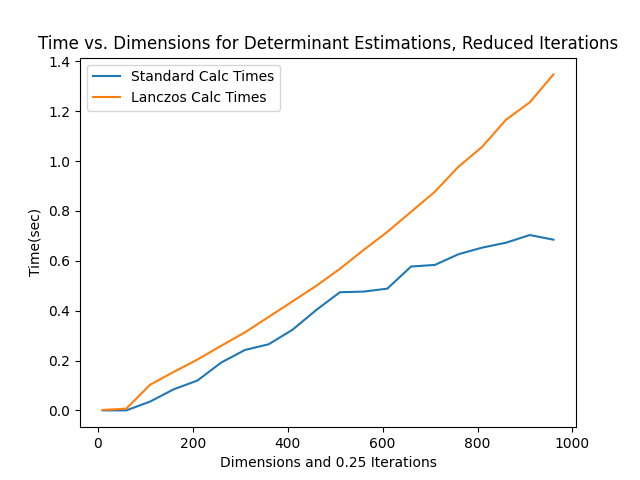 Time vs. Dimensions for Determinant Estimations, Reduced Iterations
Standard Calc Times
Lanczos Calc Times
1.4
1.2
1.0
0.8
0.6
0.4
0.2
0.0
Time(sec)
0 200 400 600 800 1000
Dimensions and 0.25 Iterations